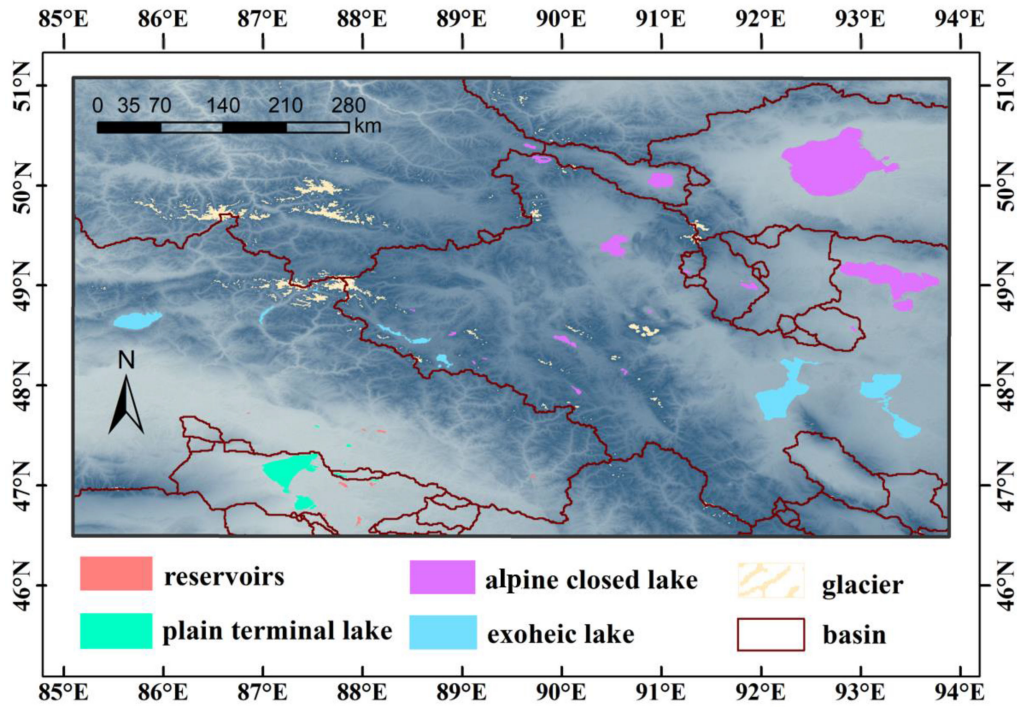 85°E 86°E 87°E 88°E 89°E 90°E 91°E 92°E 93°E 94°E
51°N 51°N
0 35 70 140 210 280
km
50°N 50°N
49°N 49°N
N
48°N 48°N
47°N 47°N
46°N 46°N
reservoirs alpine closed lake glacier
plain terminal lake exoheic lake basin
85°E 86°E 87°E 88°E 89°E 90°E 91°E 92°E 93°E 94°E